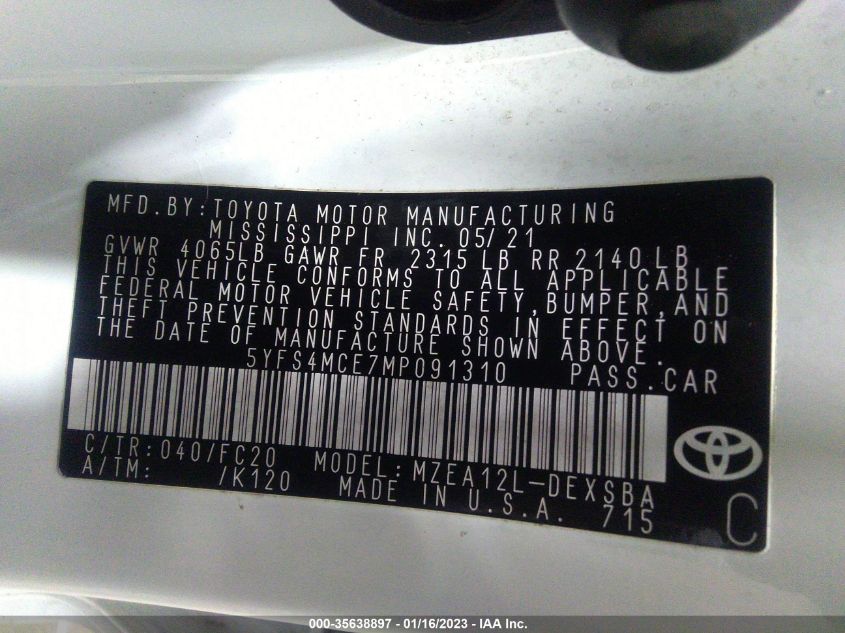 MFD.BY:TOYOTA MOTOR MANUFACTURING
MISSISSIPPI INC. 05/21
GVWR 4065LB GAWR FR 2315 LB RR 2140 LB
THIS VEHICLE CONFORMS TO ALL APPLICABLE
FEDERAL MOTOR VEHICLE SAFETY,BUMPER,AND
THEFT PREVENTION STANDARDS IN EFFECT ON
THE DATE OF MANUFACTURE SHOWN ABOVE.
5YFS4MCE7MP091310 PASS.CAR
C/TR:040/FC20 MODEL:MZEA12L-DEXSBA
A/TM: /K120 MADE IN U.S.A. 715
C
000-35638897 - 01/16/2023 - IAA Inc.